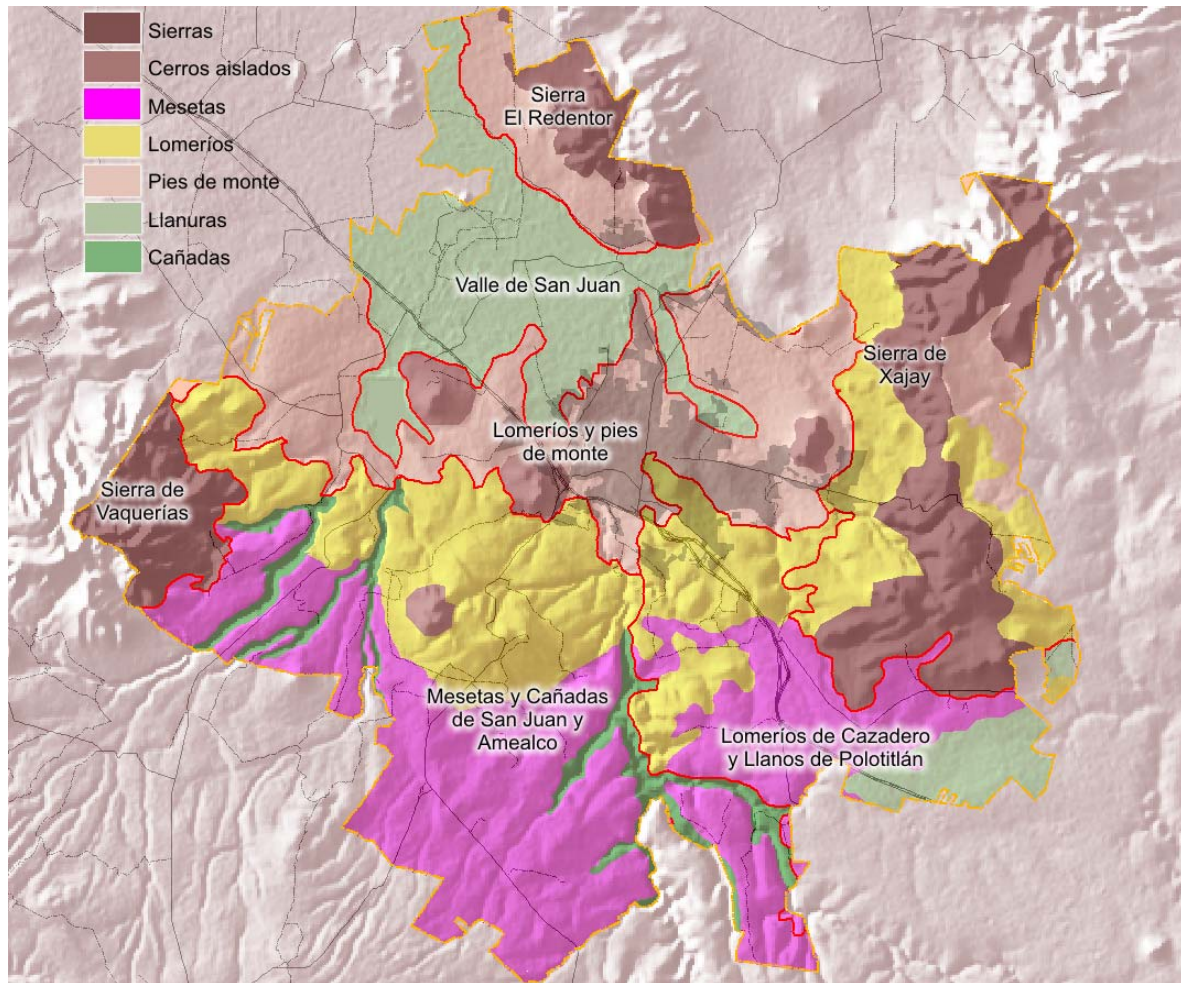 Sierras
Cerros aislados
Mesetas
Lomeríos
Pies de monte
Llanuras
Cañadas
Sierra
El Redentor
Valle de San Juan
Sierra de
Xajay
Lomeríos y pies
de monte
Sierra de
Vaquerías
Mesetas y Cañadas
de San Juan y
Amealco
Lomeríos de Cazadero
y Llanos de Polotitlán